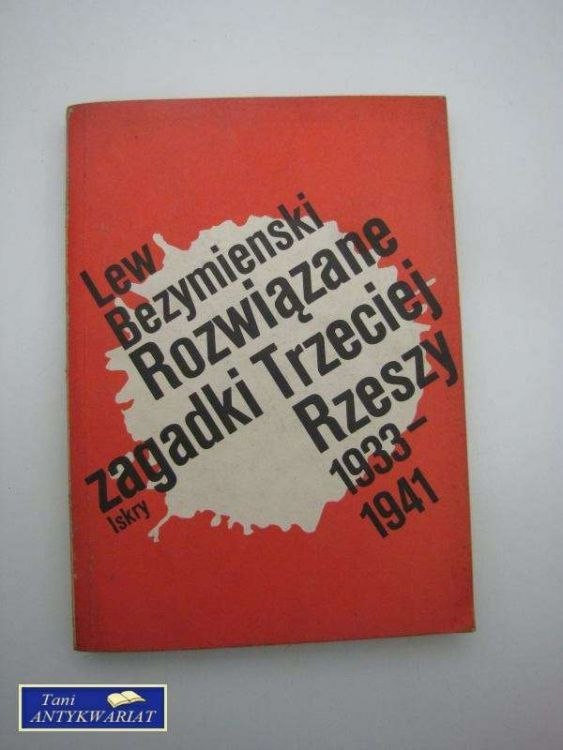 Lew
Bezymienski
Rozwiązane
zagadki Trzeciej
Rzeszy
1933–
1941
Iskry
Tani
ANTYKWARIAT